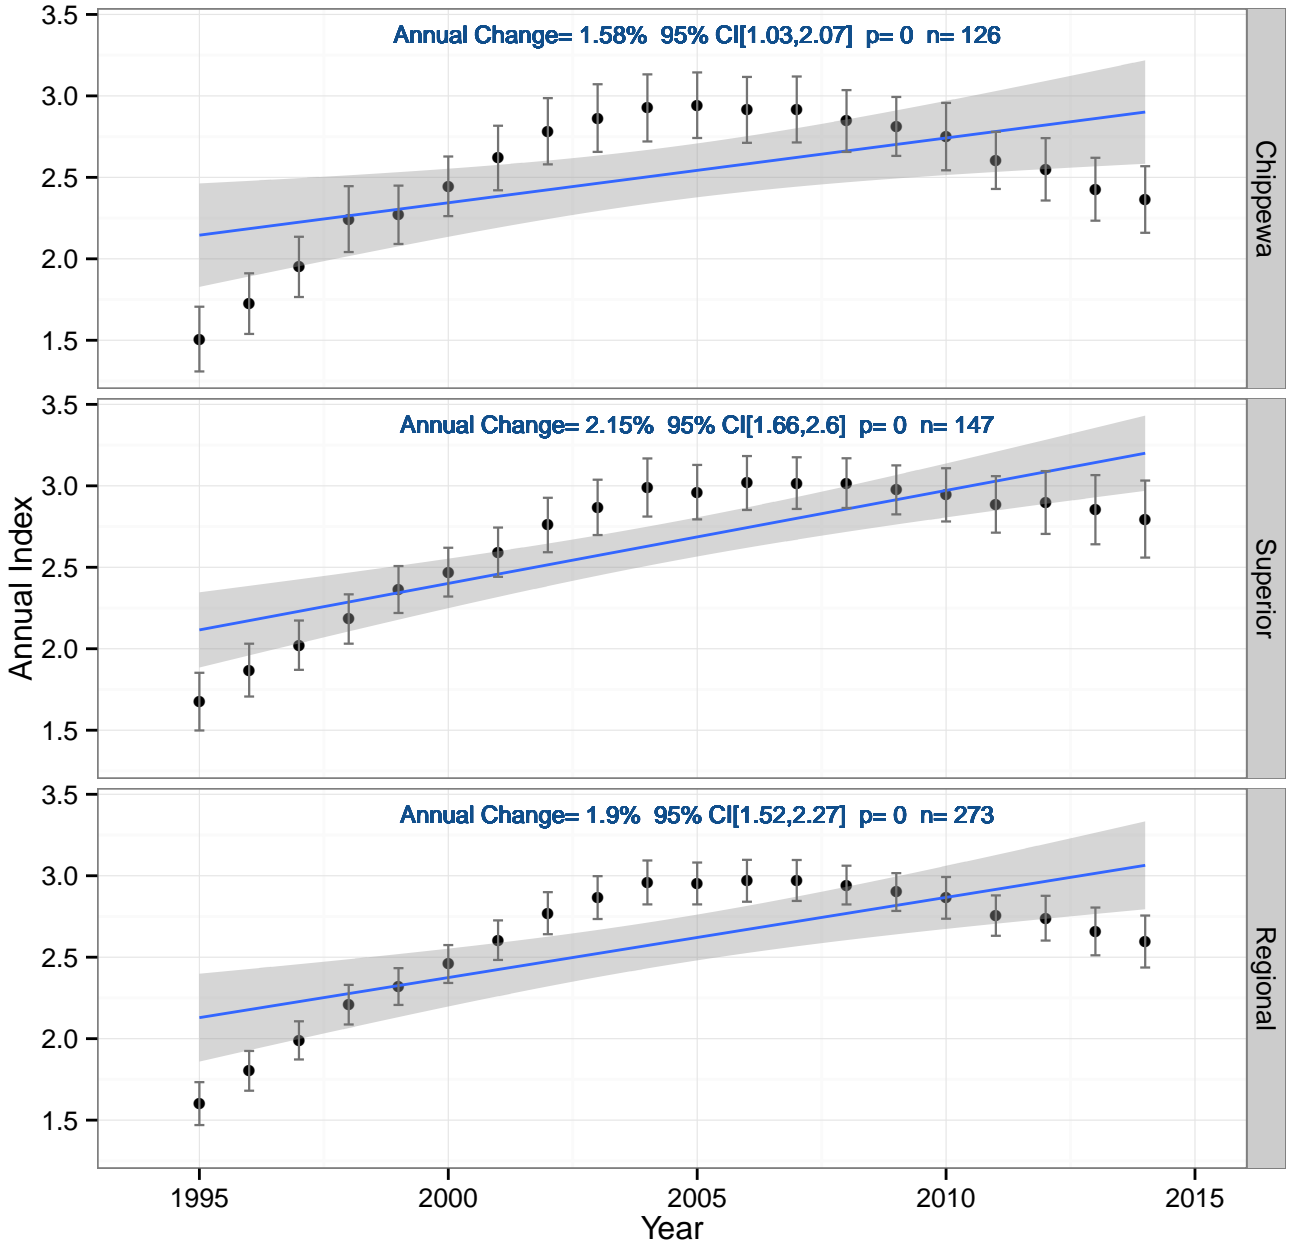 Annual Change= 1.58%  95% CI[1.03,2.07]  p= 0  n= 126
3.5
3.0
2.5
2.0
1.5
Chippewa
Annual Change= 2.15%  95% CI[1.66,2.6]  p= 0  n= 147
3.5
3.0
2.5
2.0
1.5
Superior
Annual Index
Annual Change= 1.9%  95% CI[1.52,2.27]  p= 0  n= 273
3.5
3.0
2.5
2.0
1.5
Regional
1995 2000 2005 2010 2015
Year